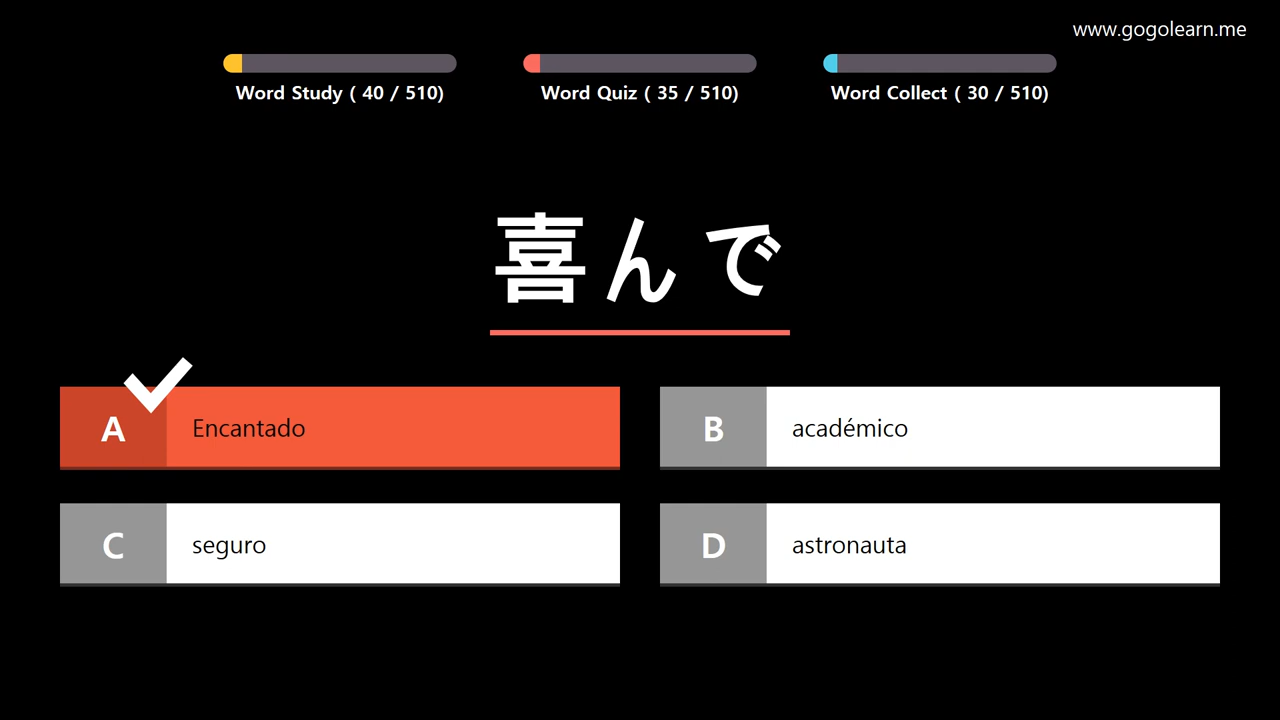 www.gogolearn.me
Word Study ( 40 / 510)
Word Quiz ( 35 / 510)
Word Collect ( 30 / 510)
喜んで
A Encantado
B académico
C seguro
D astronauta